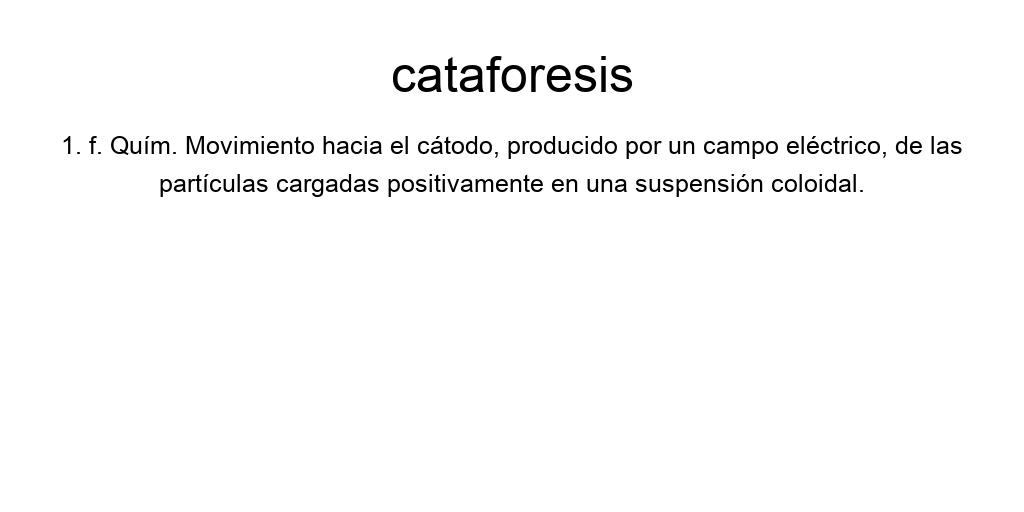 cataforesis
1. f. Quím. Movimiento hacia el cátodo, producido por un campo eléctrico, de las
partículas cargadas positivamente en una suspensión coloidal.